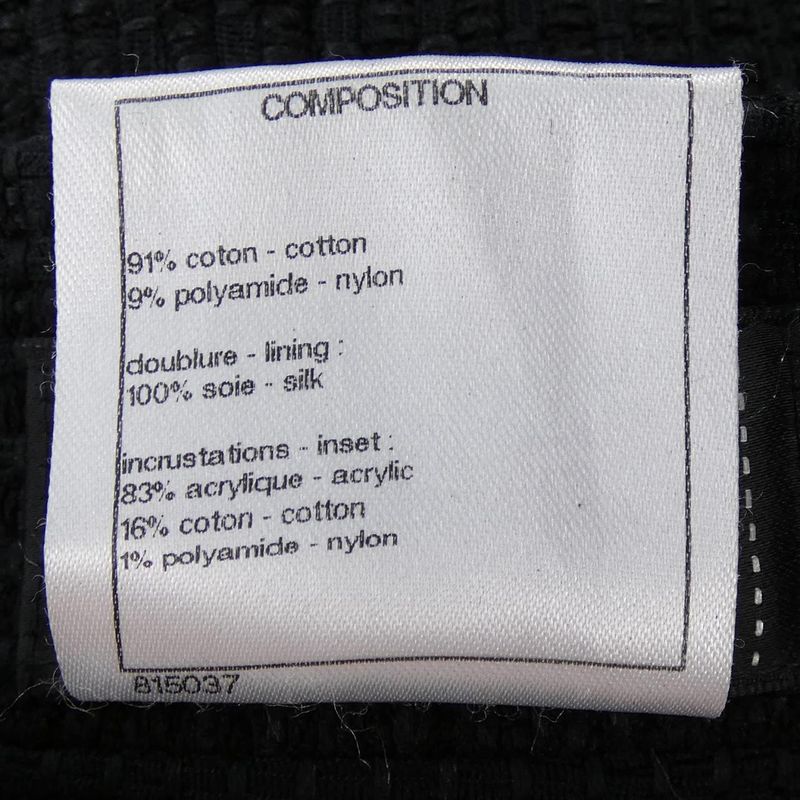 COMPOSITION
91% coton - cotton
9% polyamide - nylon
doublure - lining :
100% soie - silk
incrustations - inset :
83% acrylique - acrylic
16% coton - cotton
1% polyamide - nylon
815037